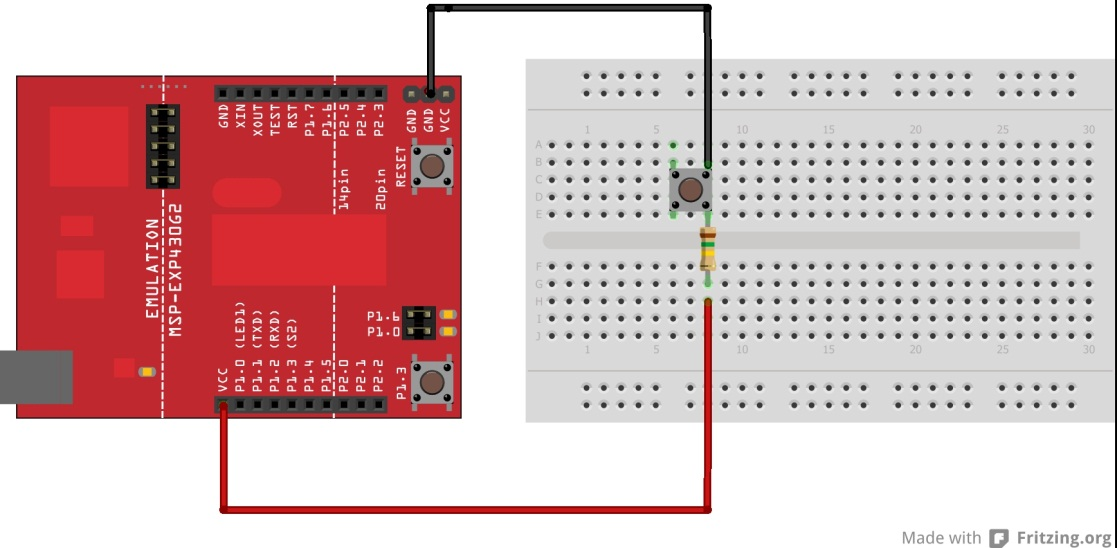 GND XIN XOUT TEST RST P1.7 P1.6 P2.5 P2.4 P2.3
GND GND VCC
RESET
14pin 20pin
EMULATION
MSP-EXP430G2
P1.6
P1.0
VCC P1.0 (LED1) P1.1 (TXD) P1.2 (RXD) P1.3 (S2) P1.4 P1.5 P2.0 P2.1 P2.2
P1.3
1 5 10 15 20 25 30
A
B
C
D
E
F
G
H
I
J
1 5 10 15 20 25 30
Made with Fritzing.org